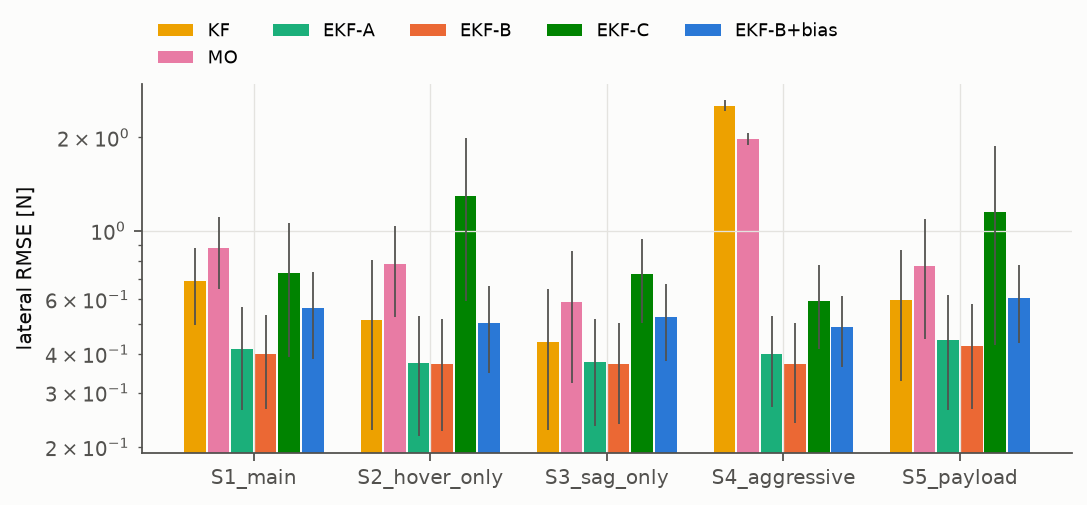 KF EKF-A EKF-B EKF-C EKF-B+bias
MO
lateral RMSE [N]
2 × 10⁰
10⁰
6 × 10⁻¹
4 × 10⁻¹
3 × 10⁻¹
2 × 10⁻¹
S1_main S2_hover_only S3_sag_only S4_aggressive S5_payload